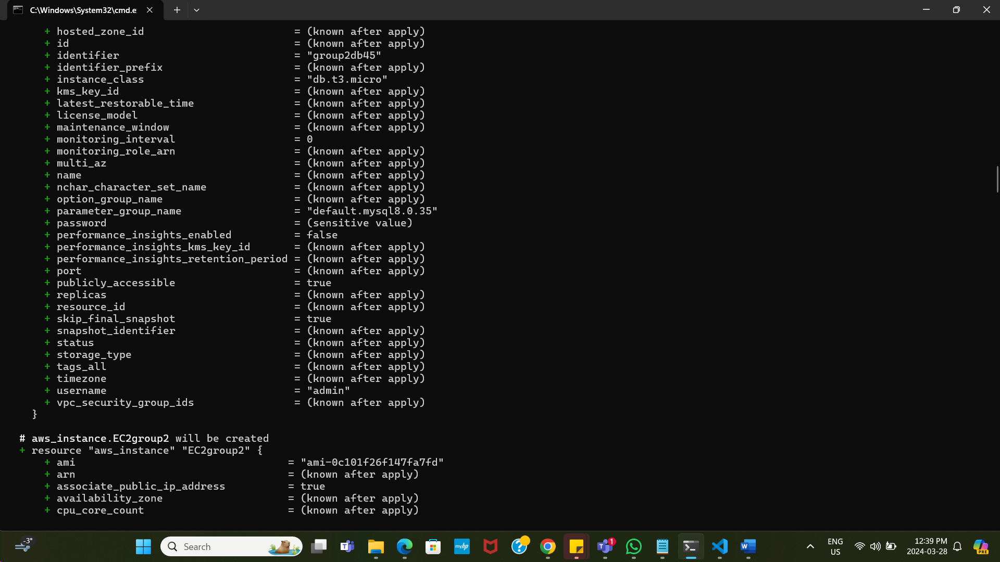 C:\Windows\System32\cmd.e
+ hosted_zone_id = (known after apply)
+ id = (known after apply)
+ identifier = "group2db45"
+ identifier_prefix = (known after apply)
+ instance_class = "db.t3.micro"
+ kms_key_id = (known after apply)
+ latest_restorable_time = (known after apply)
+ license_model = (known after apply)
+ maintenance_window = (known after apply)
+ monitoring_interval = 0
+ monitoring_role_arn = (known after apply)
+ multi_az = (known after apply)
+ name = (known after apply)
+ nchar_character_set_name = (known after apply)
+ option_group_name = (known after apply)
+ parameter_group_name = "default.mysql8.0.35"
+ password = (sensitive value)
+ performance_insights_enabled = false
+ performance_insights_kms_key_id = (known after apply)
+ performance_insights_retention_period = (known after apply)
+ port = (known after apply)
+ publicly_accessible = true
+ replicas = (known after apply)
+ resource_id = (known after apply)
+ skip_final_snapshot = true
+ snapshot_identifier = (known after apply)
+ status = (known after apply)
+ storage_type = (known after apply)
+ tags_all = (known after apply)
+ timezone = (known after apply)
+ username = "admin"
+ vpc_security_group_ids = (known after apply)
}
# aws_instance.EC2group2 will be created
+ resource "aws_instance" "EC2group2" {
+ ami = "ami-0c101f26f147fa7fd"
+ arn = (known after apply)
+ associate_public_ip_address = true
+ availability_zone = (known after apply)
+ cpu_core_count = (known after apply)
-3°
Search
myhp
1
ENG
US
12:39 PM
2024-03-28
PRE